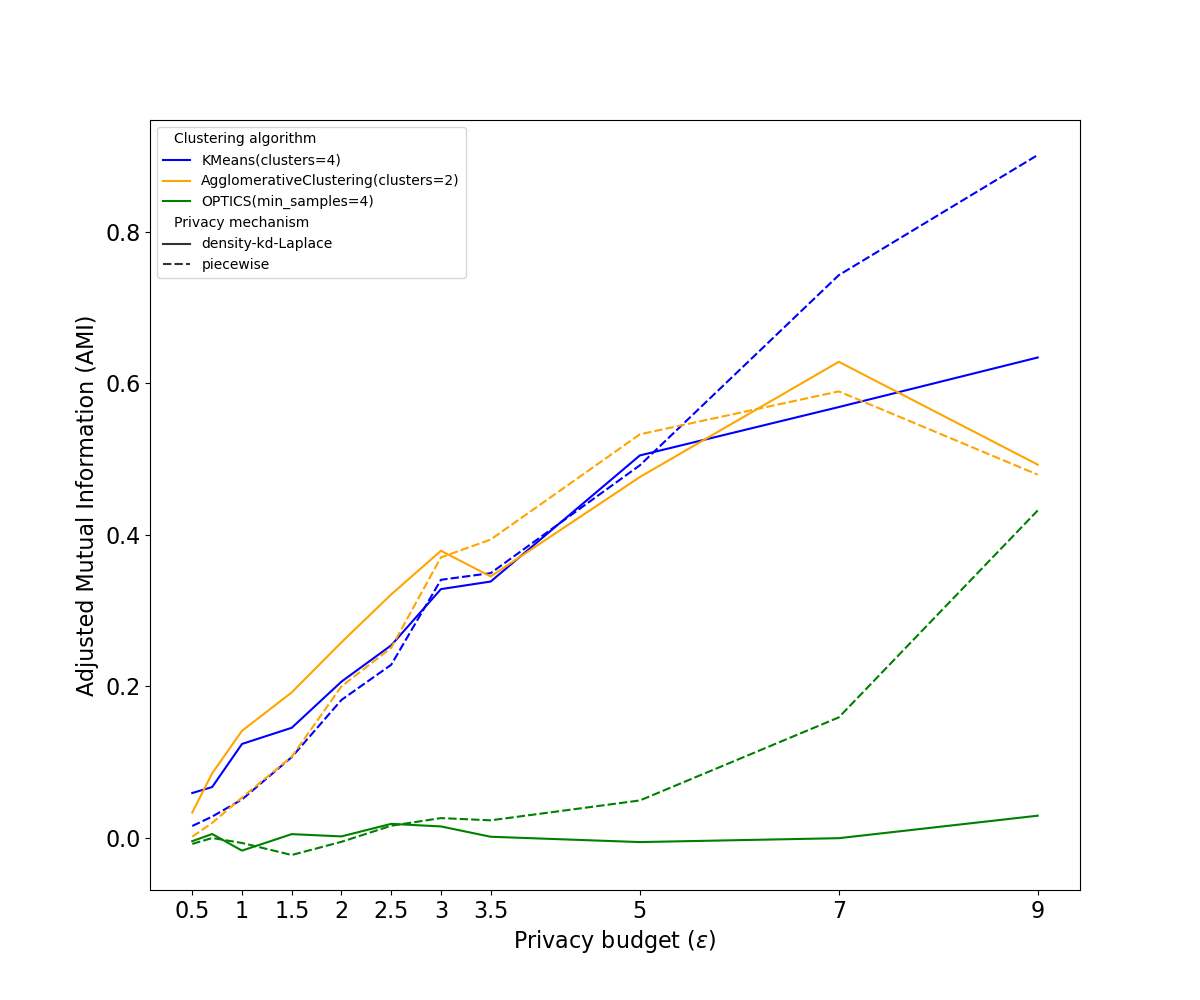 Clustering algorithm
KMeans(clusters=4)
AgglomerativeClustering(clusters=2)
OPTICS(min_samples=4)
Privacy mechanism
density-kd-Laplace
piecewise
Adjusted Mutual Information (AMI)
0.8
0.6
0.4
0.2
0.0
0.5 1 1.5 2 2.5 3 3.5 5 7 9
Privacy budget (ε)